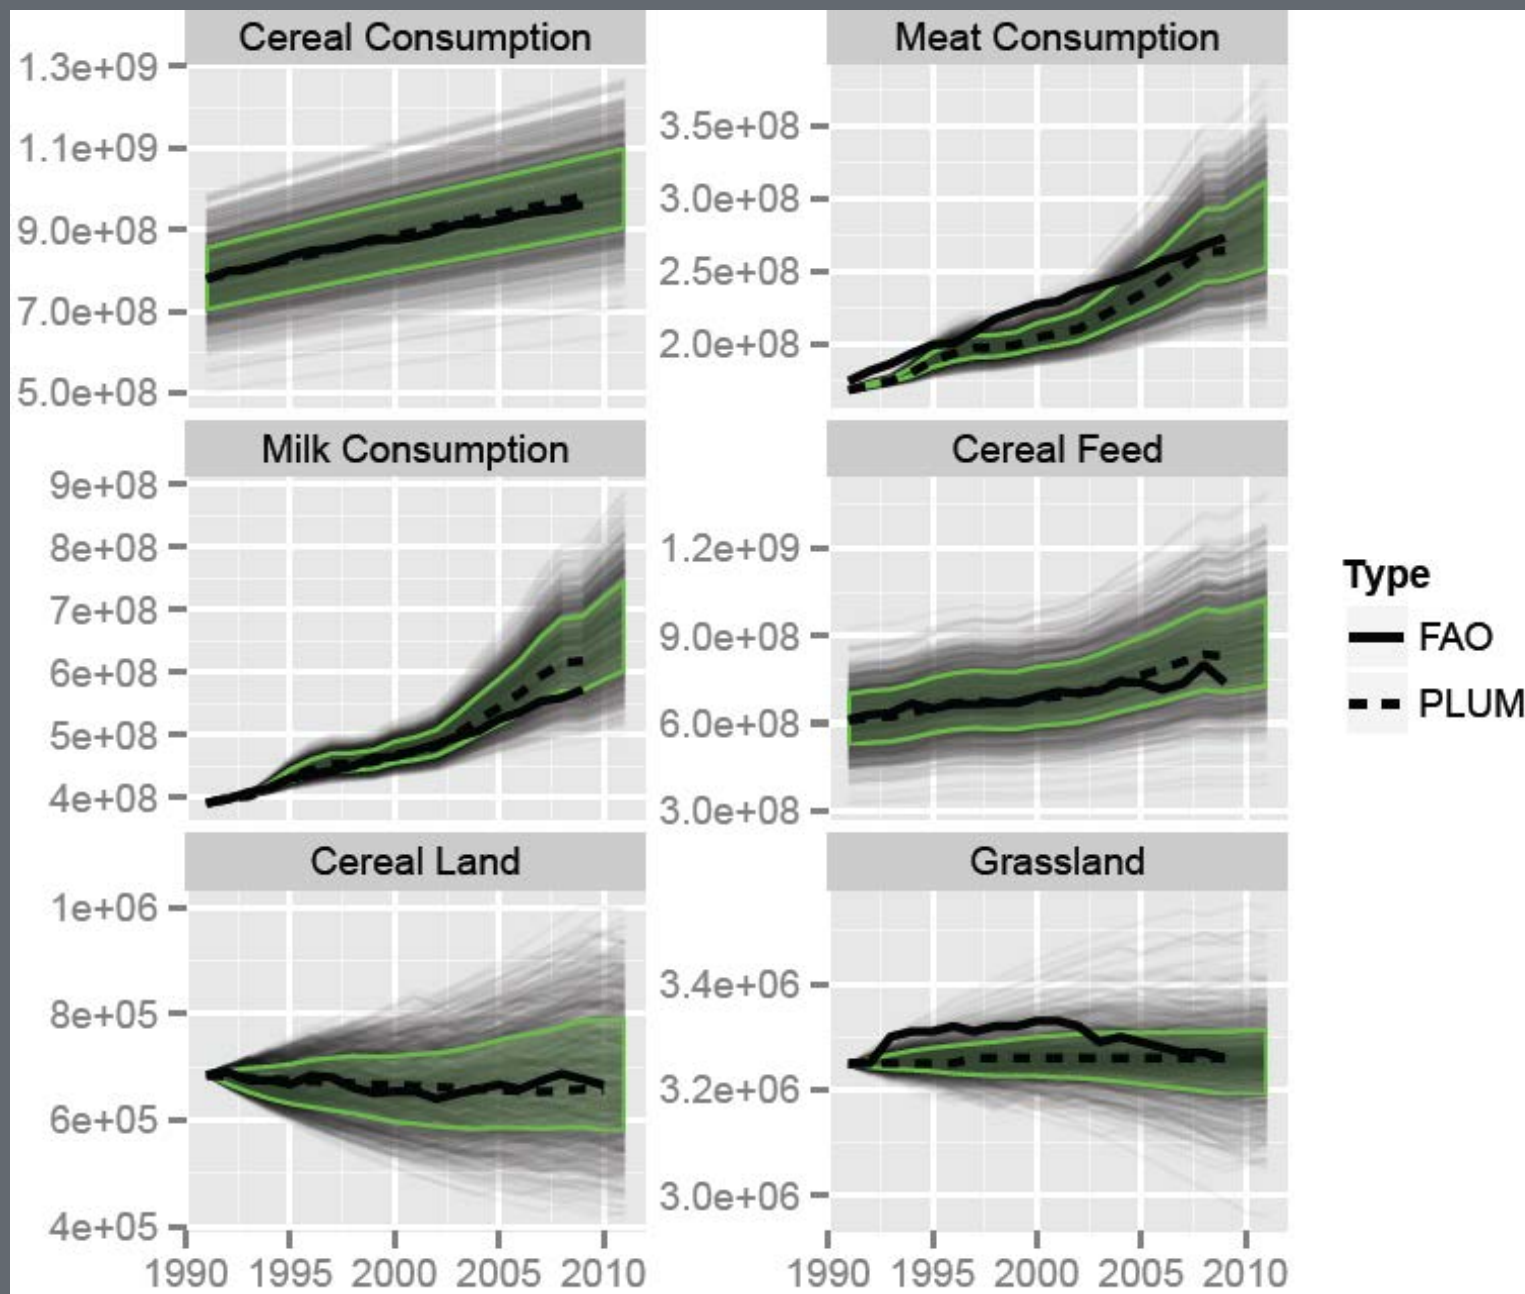 Cereal Consumption
1.3e+09
1.1e+09
9.0e+08
7.0e+08
5.0e+08
Meat Consumption
3.5e+08
3.0e+08
2.5e+08
2.0e+08
Milk Consumption
9e+08
8e+08
7e+08
6e+08
5e+08
4e+08
Cereal Feed
1.2e+09
9.0e+08
6.0e+08
3.0e+08
Cereal Land
1e+06
8e+05
6e+05
4e+05
1990 1995 2000 2005 2010
Grassland
3.4e+06
3.2e+06
3.0e+06
1990 1995 2000 2005 2010
Type
FAO
PLUM